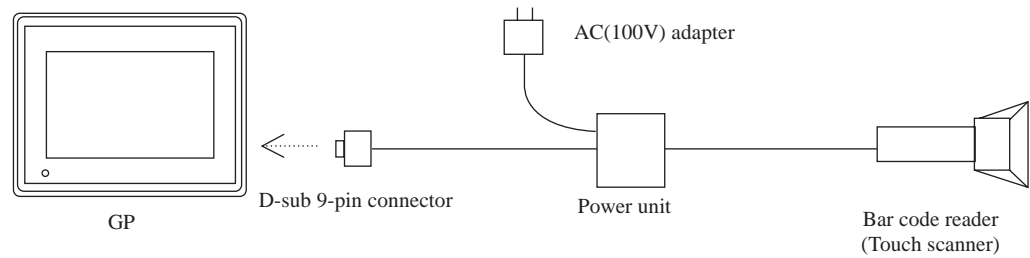 AC(100V) adapter
D-sub 9-pin connector
GP
Power unit
Bar code reader
(Touch scanner)